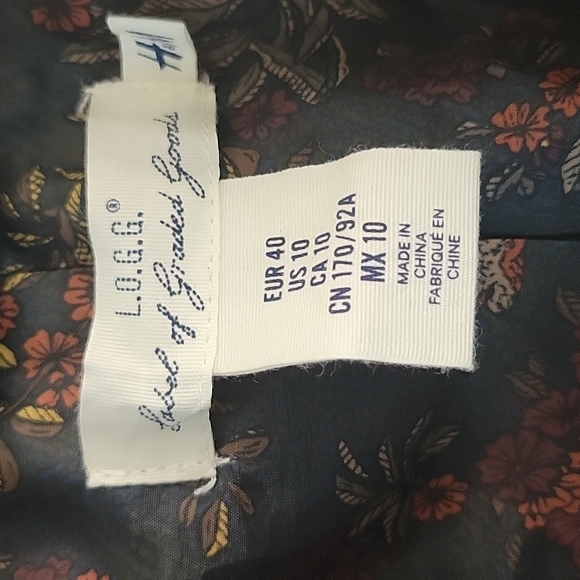 H&M
L.O.G.G.®
Label of Graded Goods
EUR 40
US 10
CA 10
CN 170/92A
MX 10
MADE IN
CHINA
FABRIQUÉ EN
CHINE